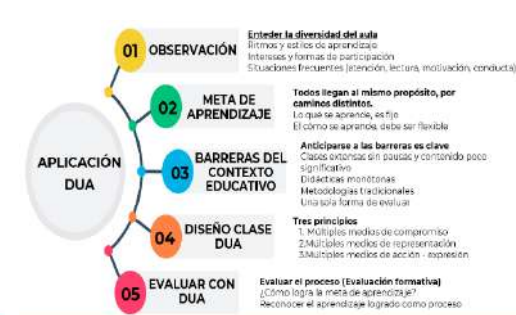 APLICACIÓN
DUA
01
OBSERVACIÓN
Enteder la diversidad del aula
Ritmos y estilos de aprendizaje
Intereses y formas de participación
Situaciones frecuentes (atención, lectura, motivación, conducta)
02
META DE
APRENDIZAJE
Todos llegan al mismo propósito, por
caminos distintos.
Lo que se aprende, es fijo
El cómo se aprende, debe ser flexible
03
BARRERAS DEL
CONTEXTO
EDUCATIVO
Anticiparse a las barreras es clave
Clases extensas sin pausas y contenido poco
significativo
Didácticas monótonas
Metodologías tradicionales
Una sola forma de evaluar
04
DISEÑO CLASE
DUA
Tres principios
1. Múltiples medios de compromiso
2.Múltiples medios de representación
3.Multiples medios de acción - expresión
05
EVALUAR CON
DUA
Evaluar el proceso (Evaluación formativa)
¿Cómo logra la meta de aprendizaje?
Reconocer el aprendizaje logrado como proceso